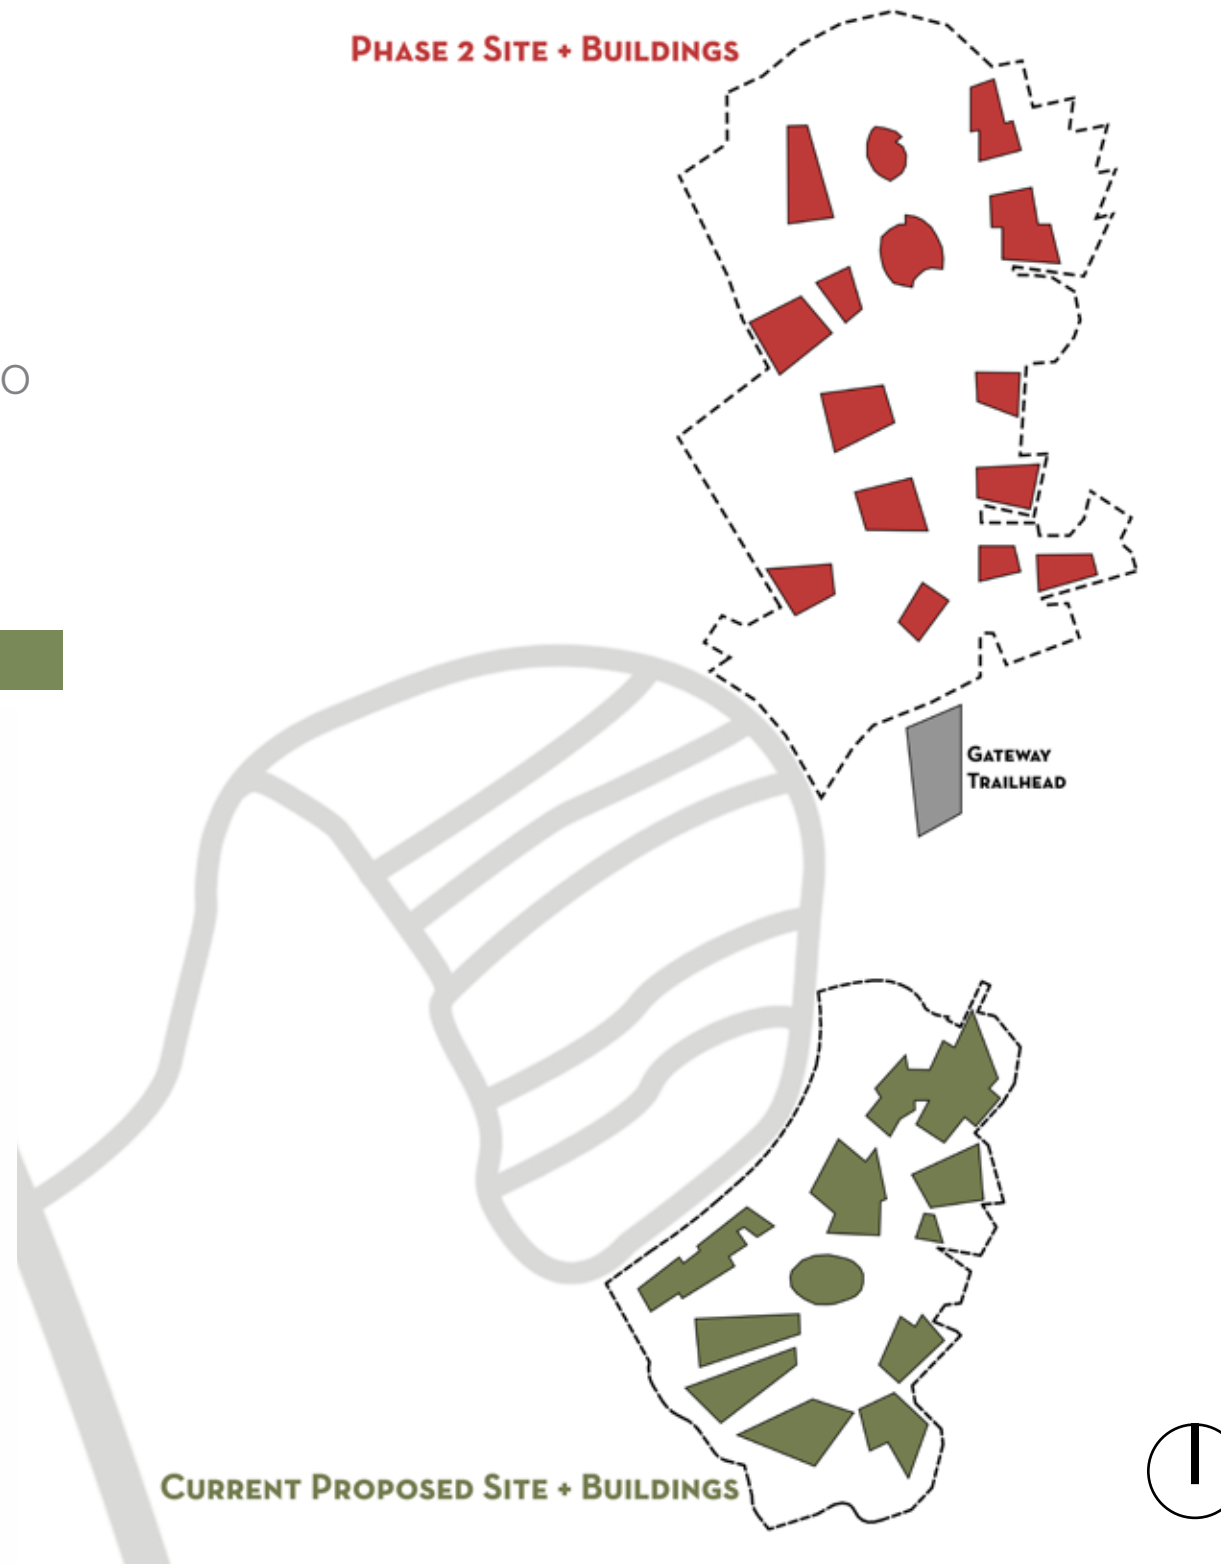 PHASE 2 SITE + BUILDINGS
O
GATEWAY
TRAILHEAD
CURRENT PROPOSED SITE + BUILDINGS